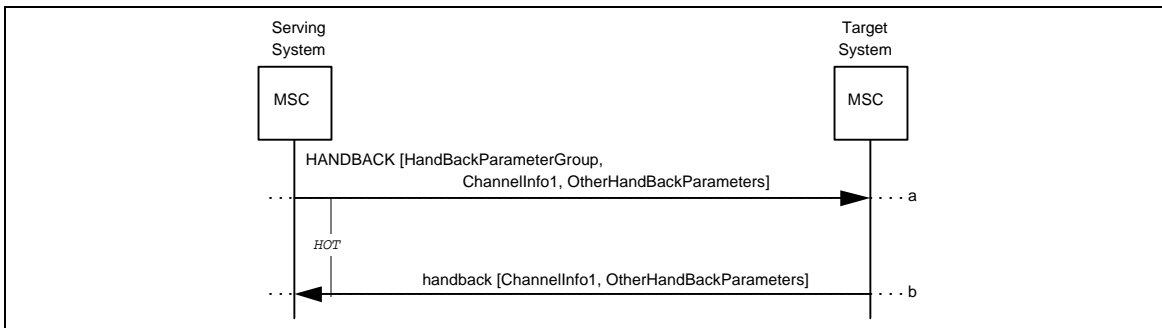 Serving
System
Target
System
MSC
MSC
HANDBACK [HandBackParameterGroup,
ChannelInfo1, OtherHandBackParameters]
a
HOT
handback [ChannelInfo1, OtherHandBackParameters]
b